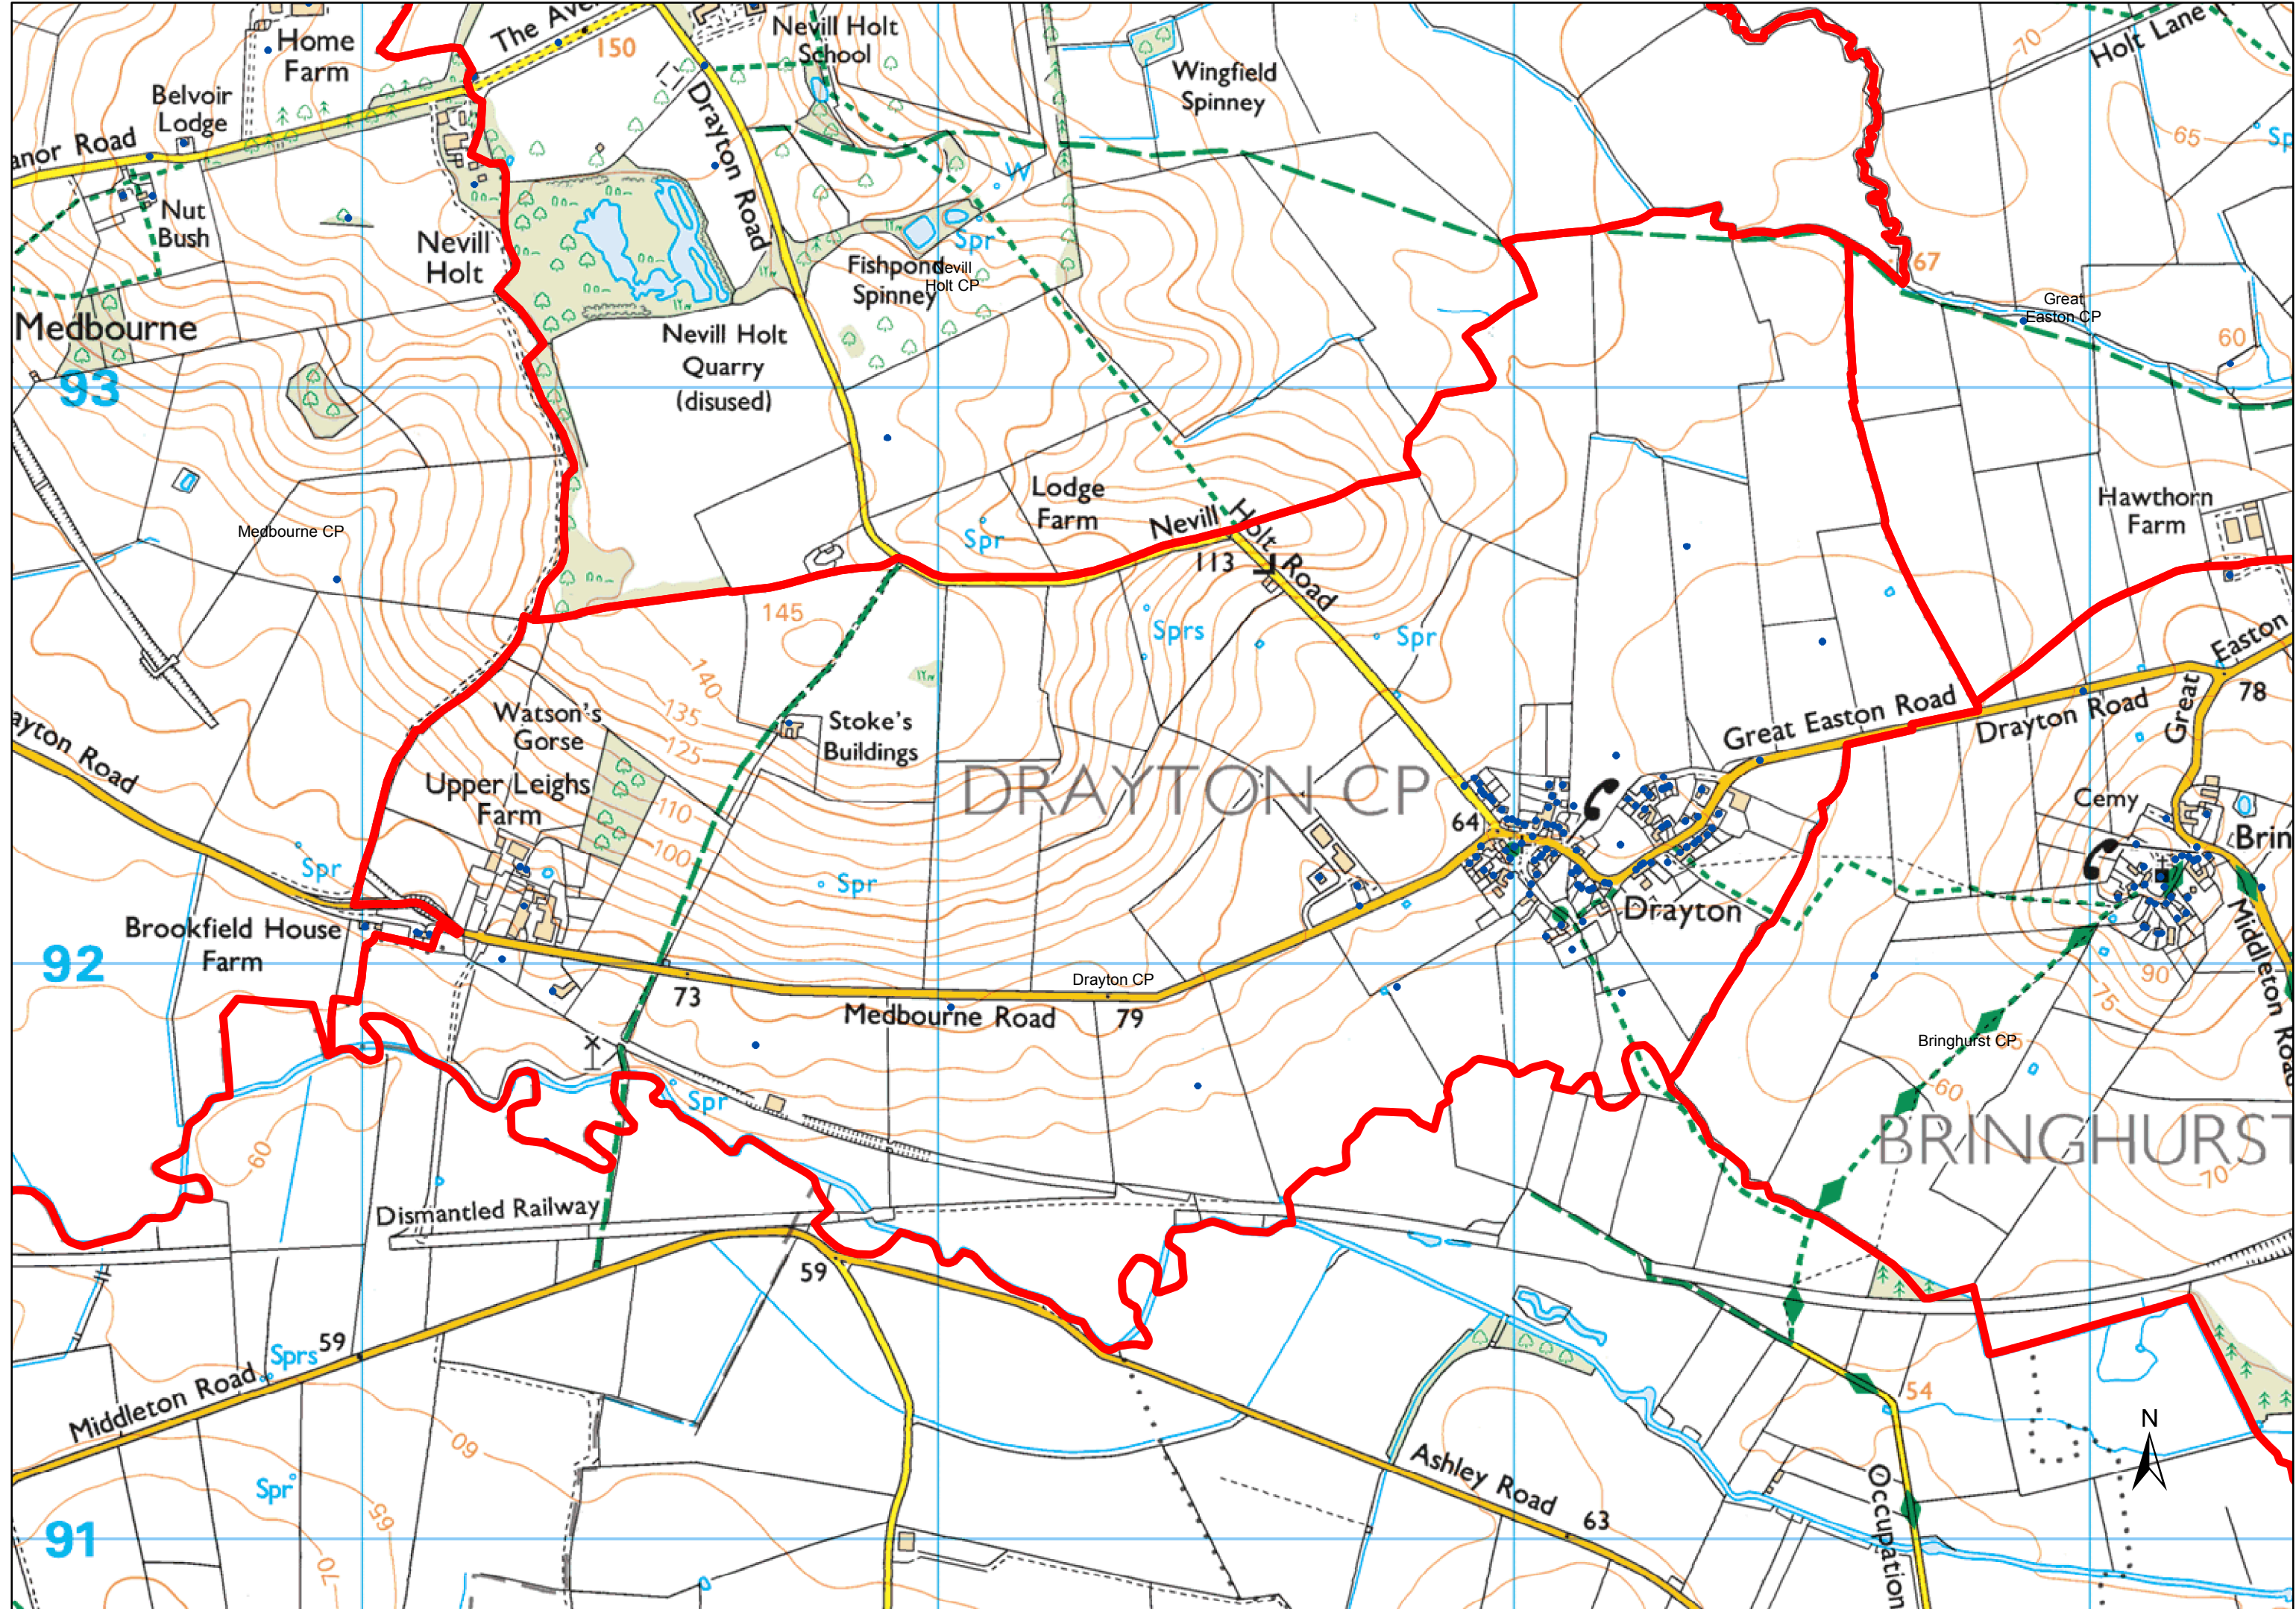 The Ave
150
Home
Farm
Nevill Holt
School
Wingfield
Spinney
Holt Lane
70
Belvoir
Lodge
Drayton Road
65
Sp
anor Road
Nut
Bush
W
Nevill
Holt
Spr
Fishpond
Spinney
Nevill
Holt CP
67
Great
Easton CP
60
Medbourne
Nevill Holt
Quarry
(disused)
93
Medbourne CP
Lodge
Farm
Spr
Nevill Holt Road
113
Hawthorn
Farm
145
Sprs
Spr
Easton
140
135
125
110
100
Watson's
Gorse
Stoke's
Buildings
Great Easton Road
Drayton Road
Great
78
ayton Road
Upper Leighs
Farm
DRAYTON CP
64
Cemy
Brin
Spr
Spr
Drayton
Brookfield House
Farm
92
73
Drayton CP
Medbourne Road
79
90
75
Middleton Road
Bringhurst CP
65
60
Spr
BRINGHURST
60
70
Dismantled Railway
59
Sprs
59
Middleton Road
54
N
60
Spr
65
70
Ashley Road
63
Occupation
91